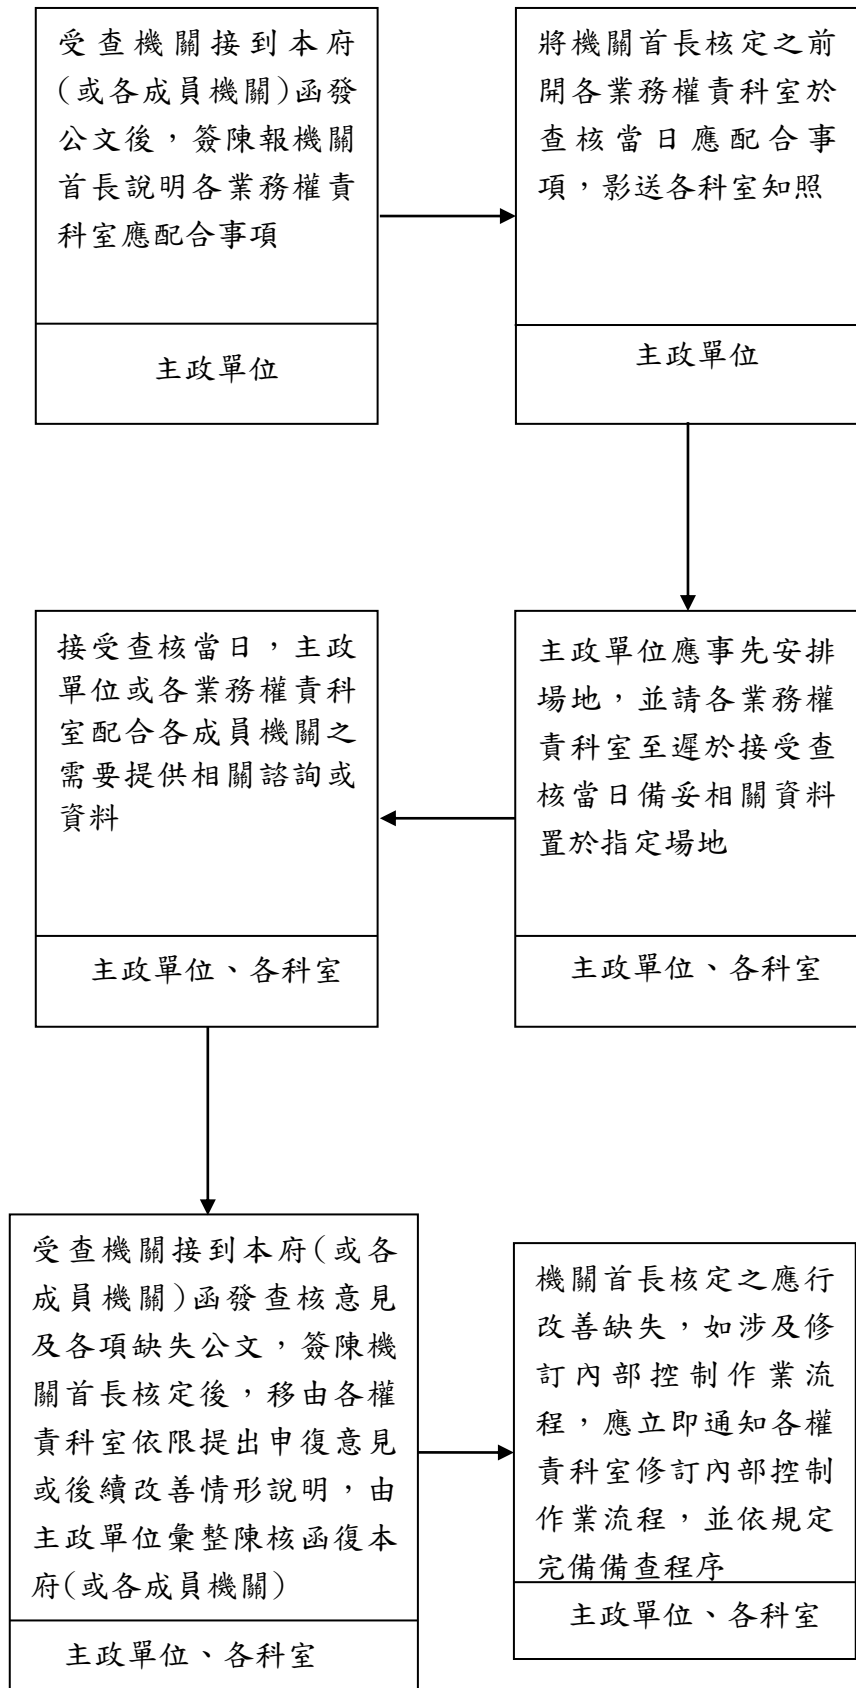 受查機關接到本府
(或各成員機關)函發
公文後，簽陳報機關
首長說明各業務權責
科室應配合事項
主政單位
將機關首長核定之前
開各業務權責科室於
查核當日應配合事
項，影送各科室知照
主政單位
主政單位應事先安排
場地，並請各業務權
責科室至遲於接受查
核當日備妥相關資料
置於指定場地
主政單位、各科室
接受查核當日，主政
單位或各業務權責科
室配合各成員機關之
需要提供相關諮詢或
資料
主政單位、各科室
受查機關接到本府(或各
成員機關)函發查核意見
及各項缺失公文，簽陳機
關首長核定後，移由各權
責科室依限提出申復意見
或後續改善情形說明，由
主政單位彙整陳核函復本
府(或各成員機關)
主政單位、各科室
機關首長核定之應行
改善缺失，如涉及修
訂內部控制作業流
程，應立即通知各權
責科室修訂內部控制
作業流程，並依規定
完備備查程序
主政單位、各科室